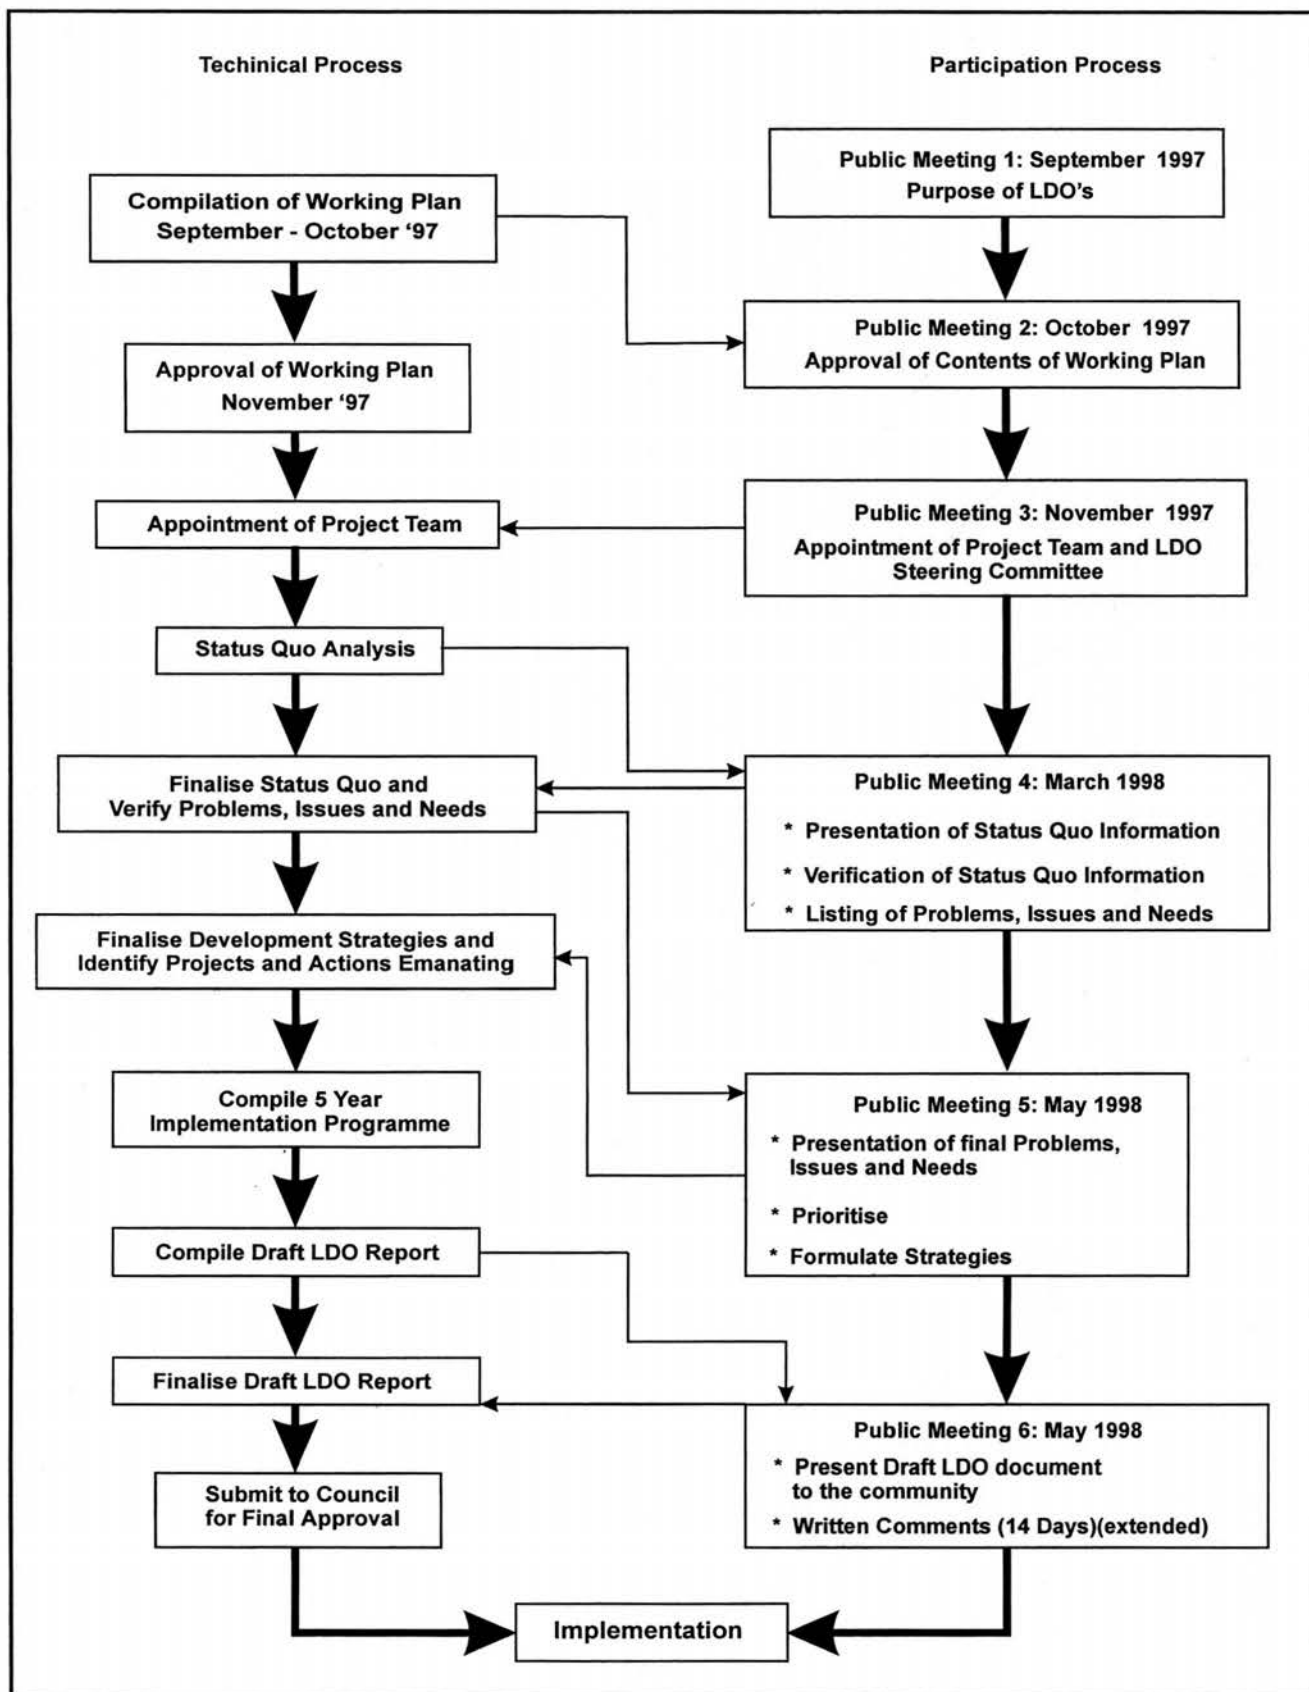 Techinical Process
Participation Process
Compilation of Working Plan
September - October ‘97
Approval of Working Plan
November ‘97
Appointment of Project Team
Status Quo Analysis
Finalise Status Quo and
Verify Problems, Issues and Needs
Finalise Development Strategies and
Identify Projects and Actions Emanating
Compile 5 Year
Implementation Programme
Compile Draft LDO Report
Finalise Draft LDO Report
Submit to Council
for Final Approval
Public Meeting 1: September 1997
Purpose of LDO’s
Public Meeting 2: October 1997
Approval of Contents of Working Plan
Public Meeting 3: November 1997
Appointment of Project Team and LDO
Steering Committee
Public Meeting 4: March 1998
* Presentation of Status Quo Information
* Verification of Status Quo Information
* Listing of Problems, Issues and Needs
Public Meeting 5: May 1998
* Presentation of final Problems,
Issues and Needs
* Prioritise
* Formulate Strategies
Public Meeting 6: May 1998
* Present Draft LDO document
to the community
* Written Comments (14 Days)(extended)
Implementation